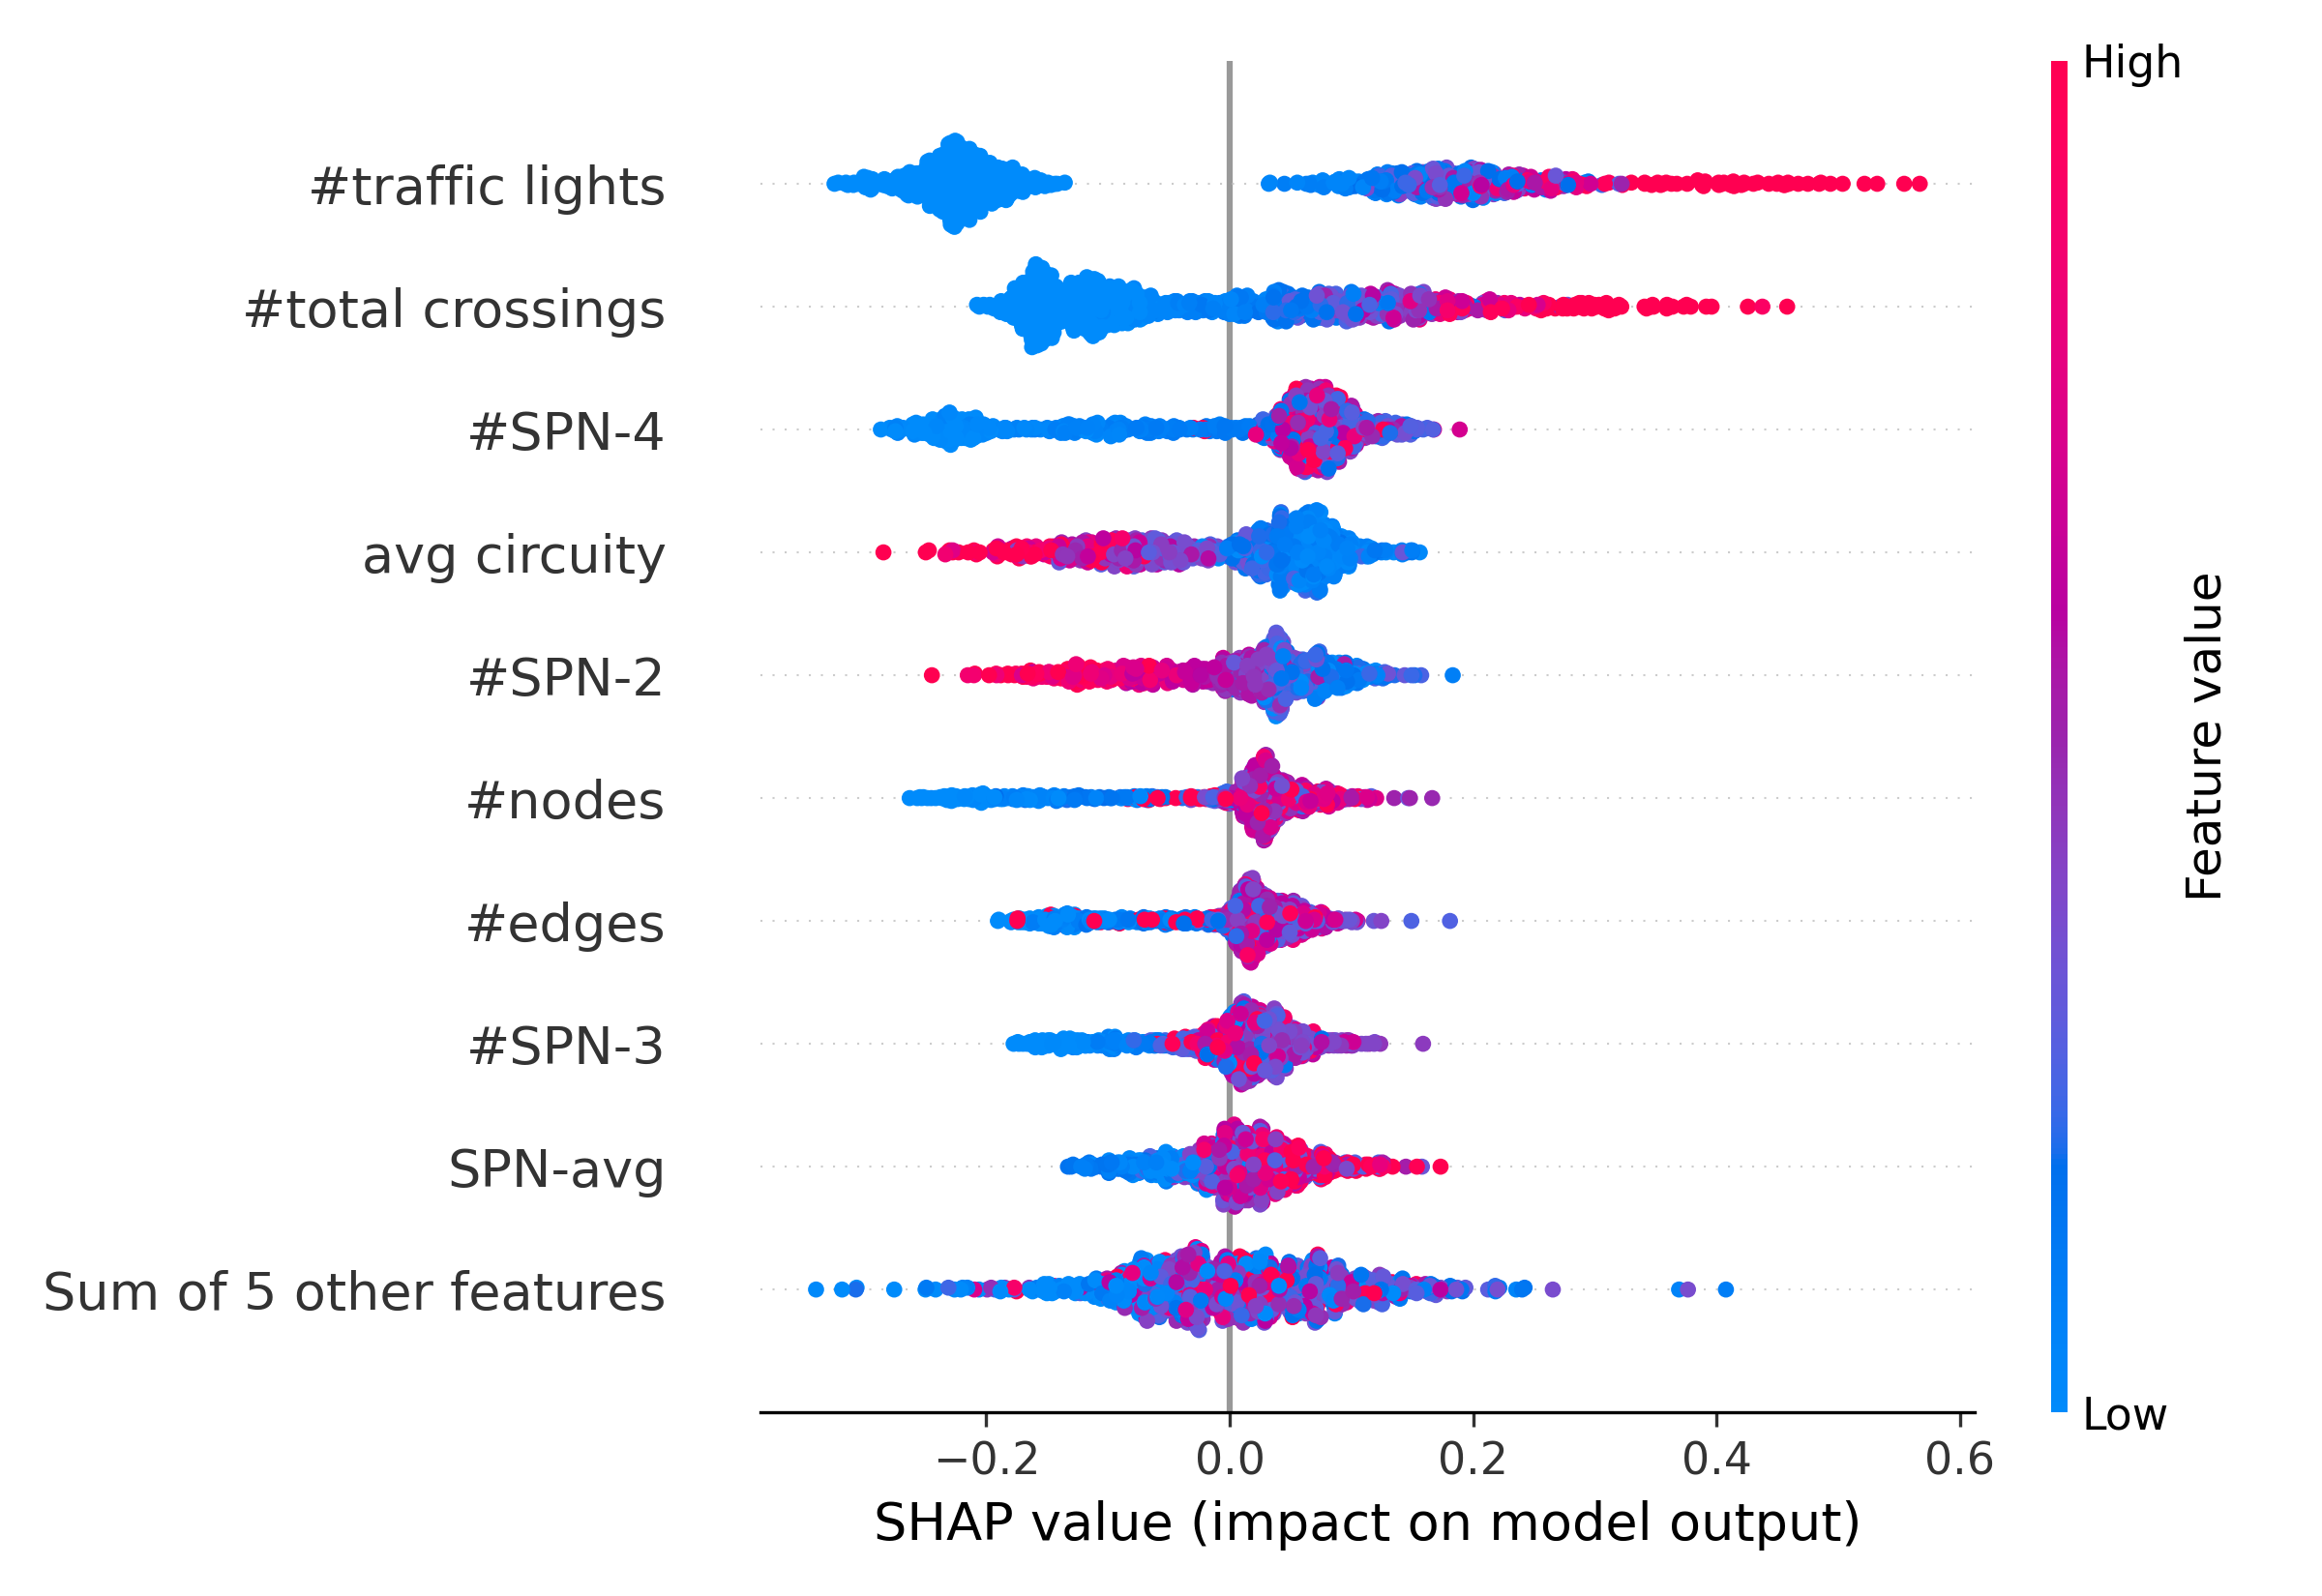 High
#traffic lights
#total crossings
#SPN-4
avg circuity
#SPN-2
#nodes
#edges
#SPN-3
SPN-avg
Sum of 5 other features
Feature value
Low
−0.2 0.0 0.2 0.4 0.6
SHAP value (impact on model output)